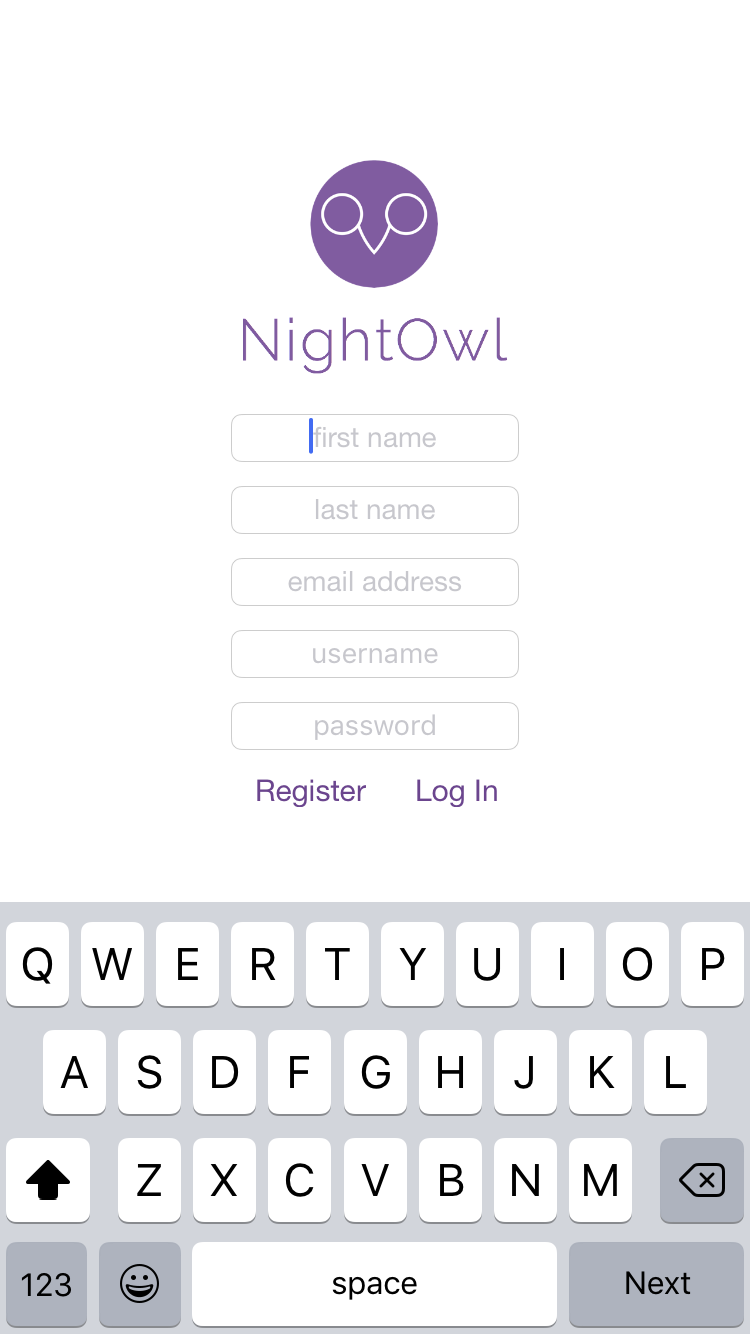 NightOwl
first name
last name
email address
username
password
Register Log In
Q W E R T Y U I O P
A S D F G H J K L
Z X C V B N M
123 space Next